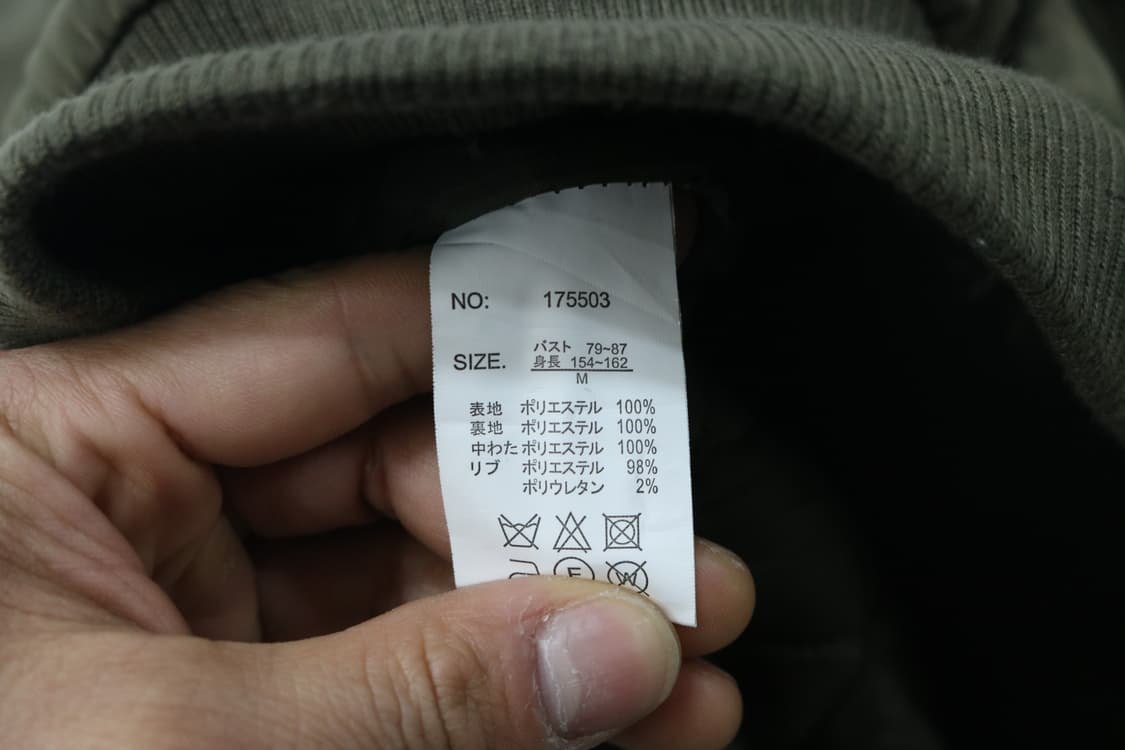 NO: 175503
SIZE. バスト 79~87
身長 154~162
M
表地 ポリエステル 100%
裏地 ポリエステル 100%
中わた ポリエステル 100%
リブ ポリエステル 98%
ポリウレタン 2%
F W